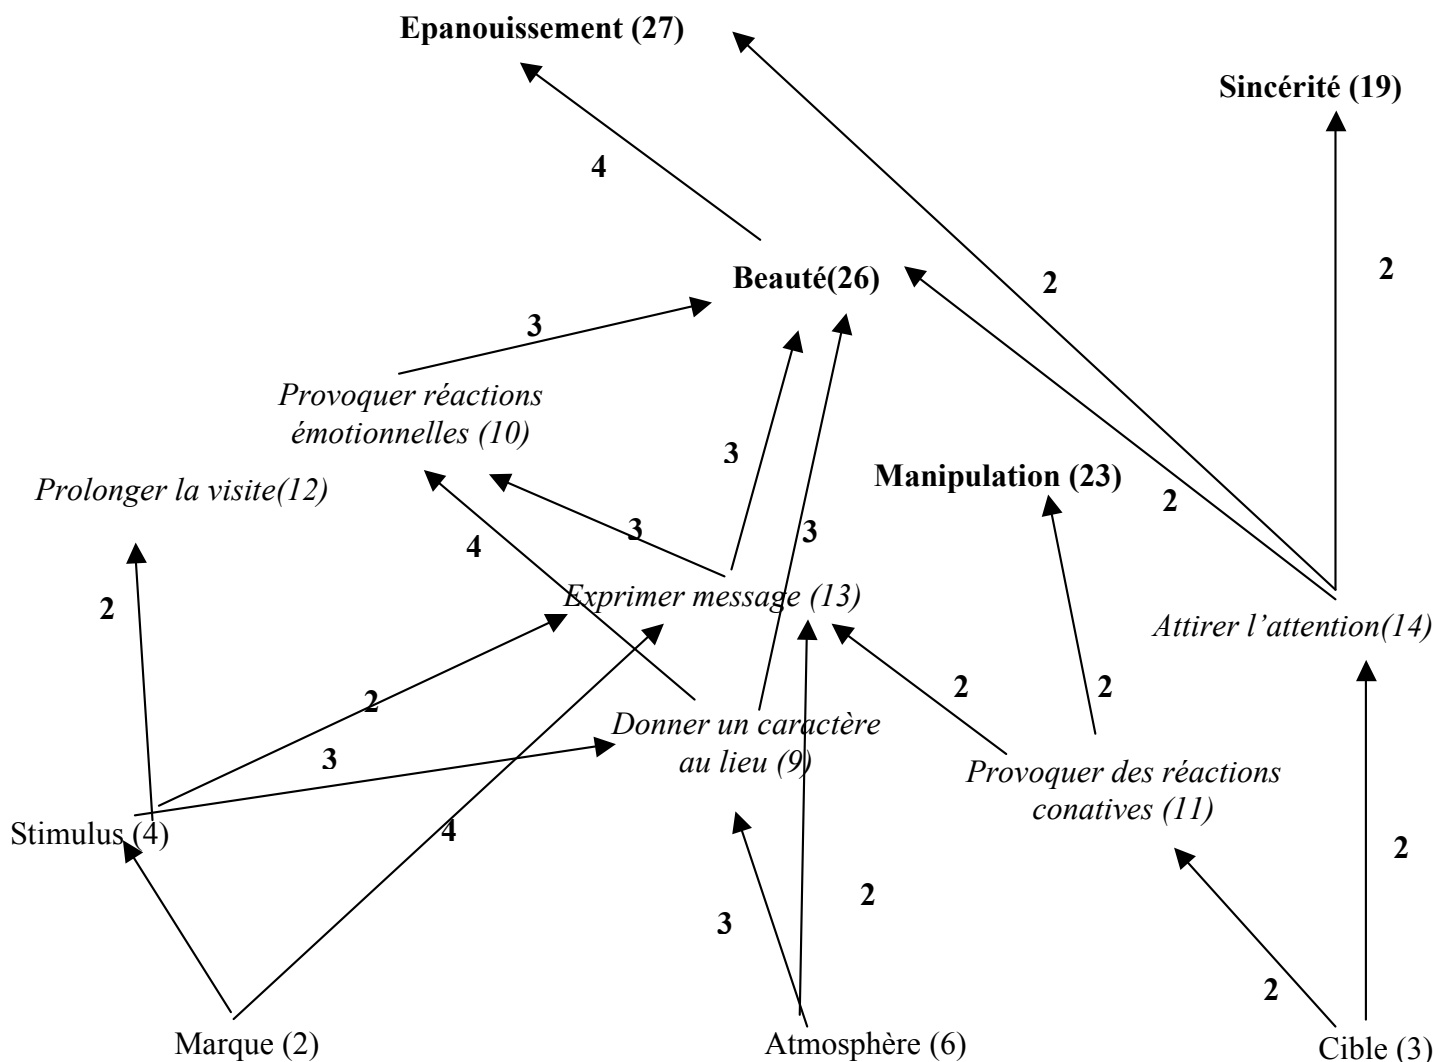 Epanouissement (27)
Sincérité (19)
4
2
2
Beauté(26)
3
Provoquer réactions
émotionnelles (10)
3
Manipulation (23)
Prolonger la visite(12)
2
3
3
4
2
Exprimer message (13)
Attirer l’attention(14)
2
2
2
Donner un caractère
au lieu (9)
3
Provoquer des réactions
conatives (11)
Stimulus (4)
4
2
2
3
2
Marque (2)
Atmosphère (6)
Cible (3)